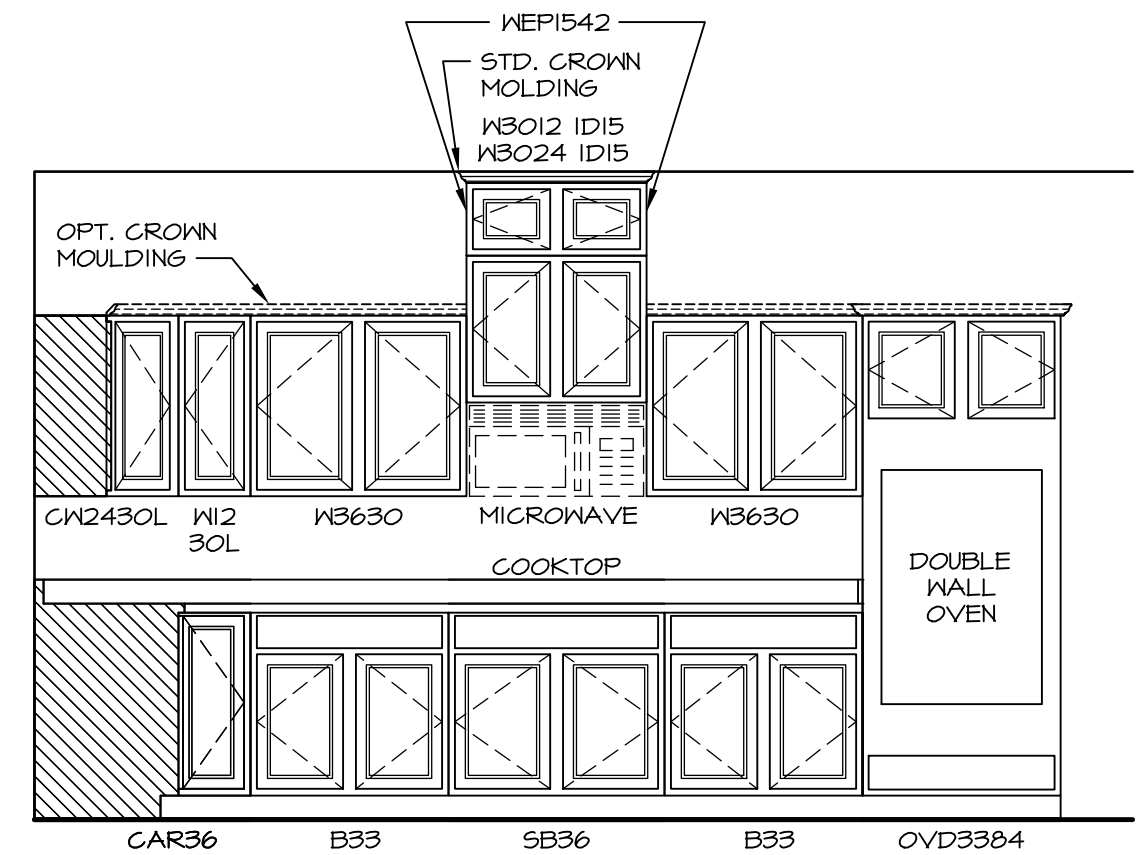 WEP1542
STD. CROWN
MOLDING
W3012 1D15
W3024 1D15
OPT. CROWN
MOULDING
CW2430L
W12
30L
W3630
MICROWAVE
W3630
COOKTOP
DOUBLE
WALL
OVEN
CAR36
B33
SB36
B33
OVD3384